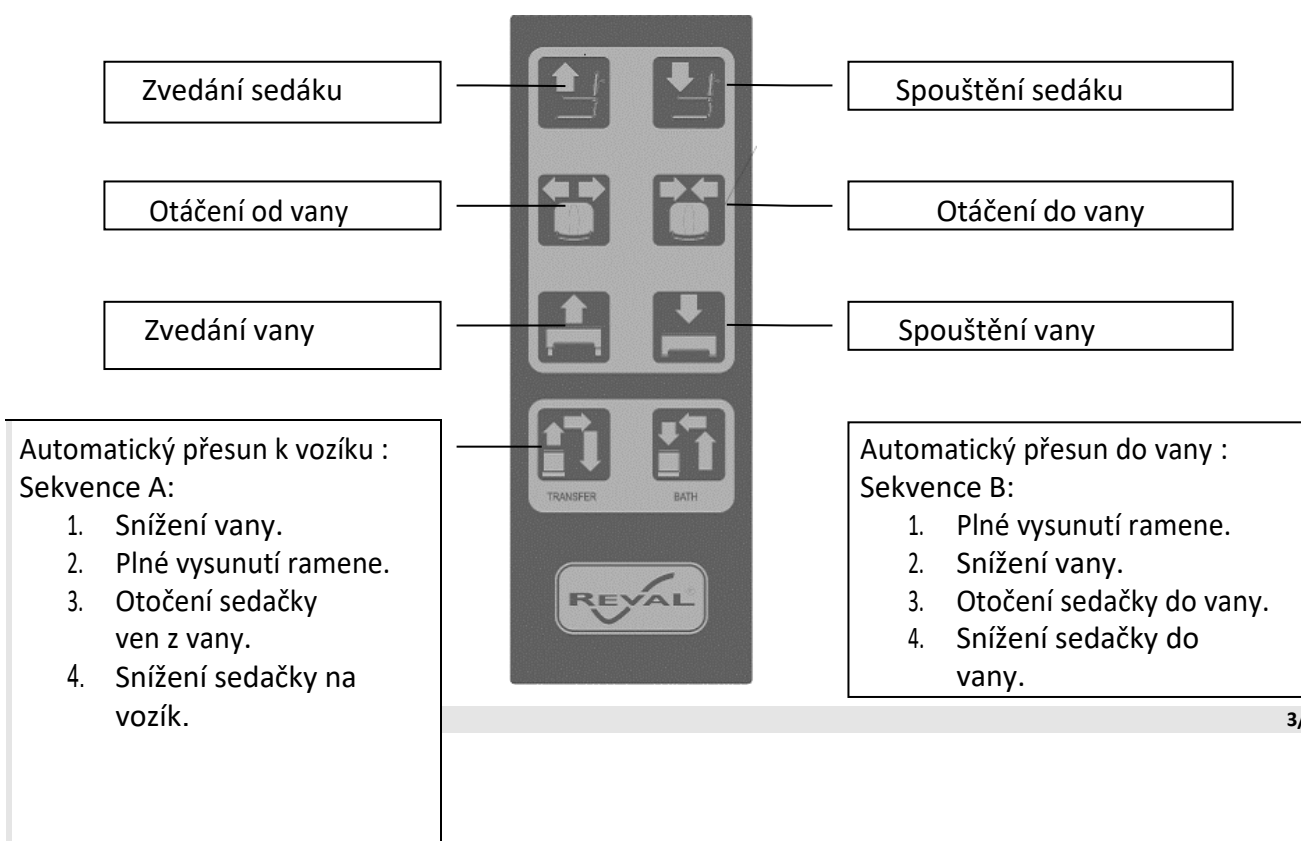 Zvedání sedáku
Spouštění sedáku
Otáčení od vany
Otáčení do vany
Zvedání vany
Spouštění vany
TRANSFER
BATH
REVAL®
Automatický přesun k vozíku :
Sekvence A:
1. Snížení vany.
2. Plné vysunutí ramene.
3. Otočení sedačky
ven z vany.
4. Snížení sedačky na
vozík.
Automatický přesun do vany :
Sekvence B:
1. Plné vysunutí ramene.
2. Snížení vany.
3. Otočení sedačky do vany.
4. Snížení sedačky do
vany.
3/